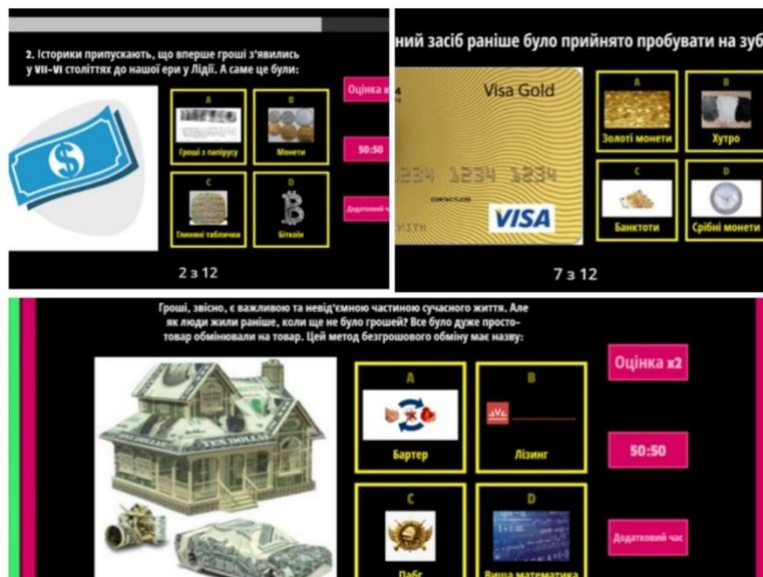 2. Історики припускають, що вперше гроші з'явились
у VII-VI століттях до нашої ери у Лідії. А саме це були:
A
Гроші з папірусу
B
Монети
C
Глиняні таблички
D
Біткоїн
Оцінка x
50:50
Додатковий ча
2 з 12
ний засіб раніше було прийнято пробувати на зуб
Visa Gold
1234 1234 1234
CONTACTLESS
VISA
A
Золоті монети
B
Хутро
C
Банкноти
D
Срібні монети
7 з 12
Гроші, звісно, є важливою та невід'ємною частиною сучасного життя. Але
як люди жили раніше, коли ще не було грошей? Все було дуже просто-
товар обмінювали на товар. Цей метод безгрошового обміну має назву:
TEN DOLLAR
A
Бартер
B
Лізинг
C
Пабг
D
Вища математика
Оцінка x2
50:50
Додатковий час